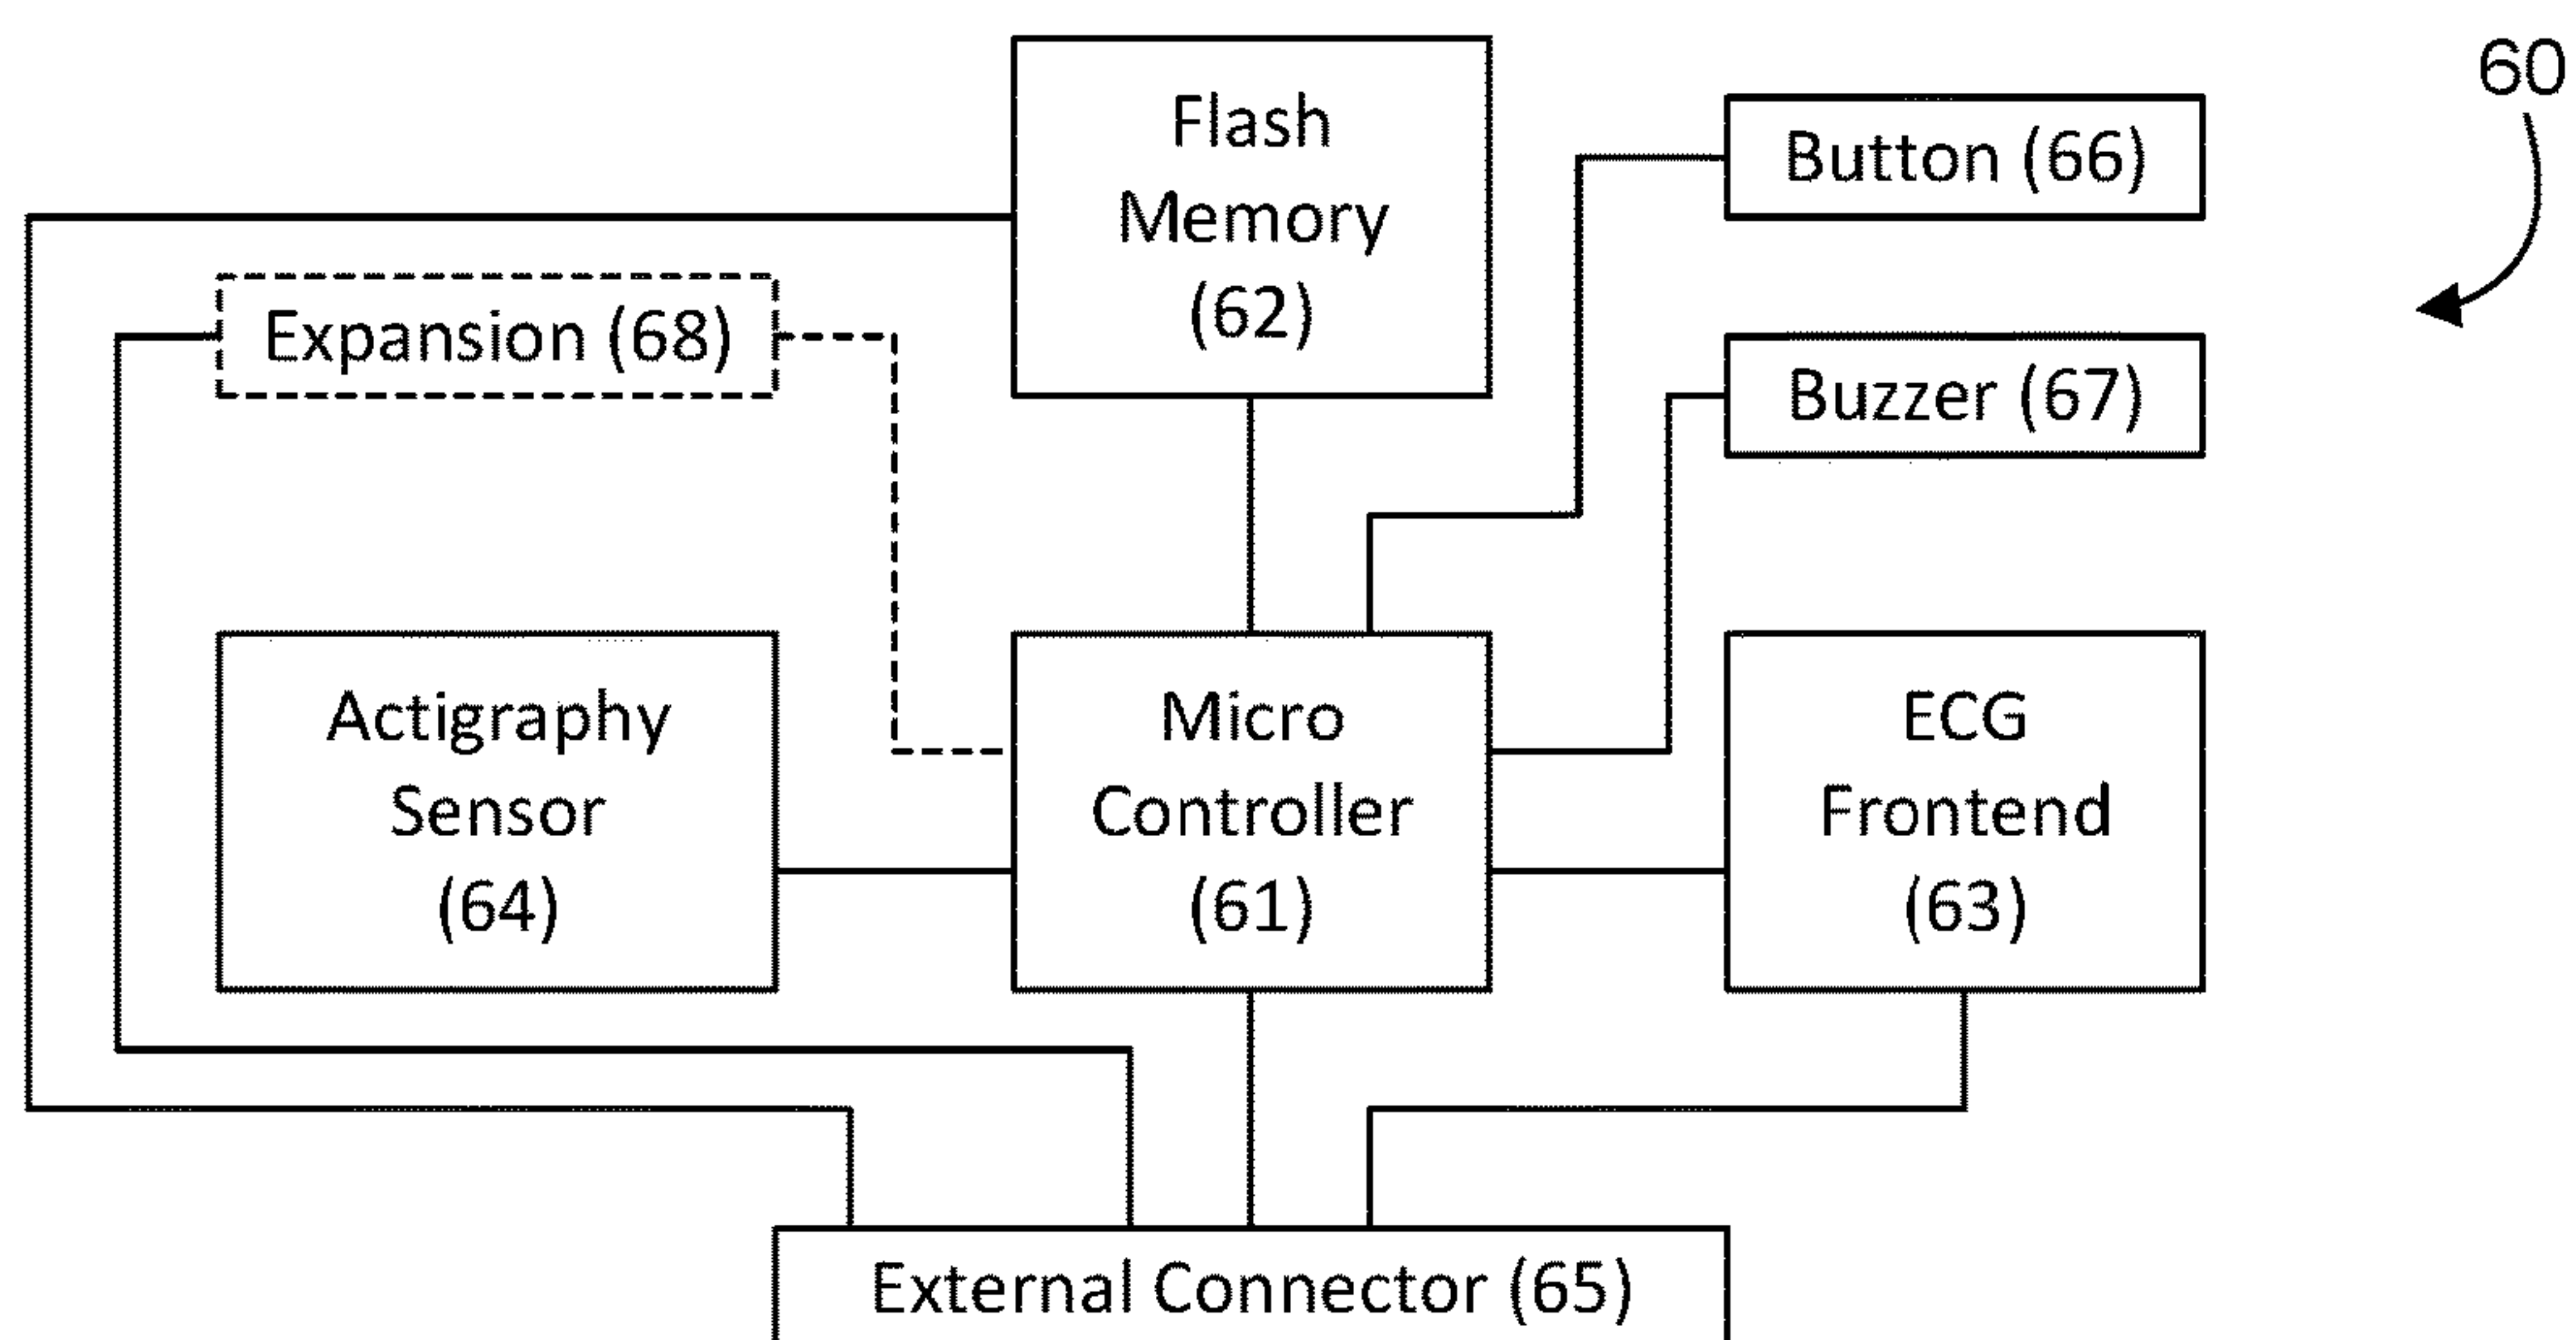 60
Flash
Memory
(62)
Button (66)
Expansion (68)
Buzzer (67)
Actigraphy
Sensor
(64)
Micro
Controller
(61)
ECG
Frontend
(63)
External Connector (65)